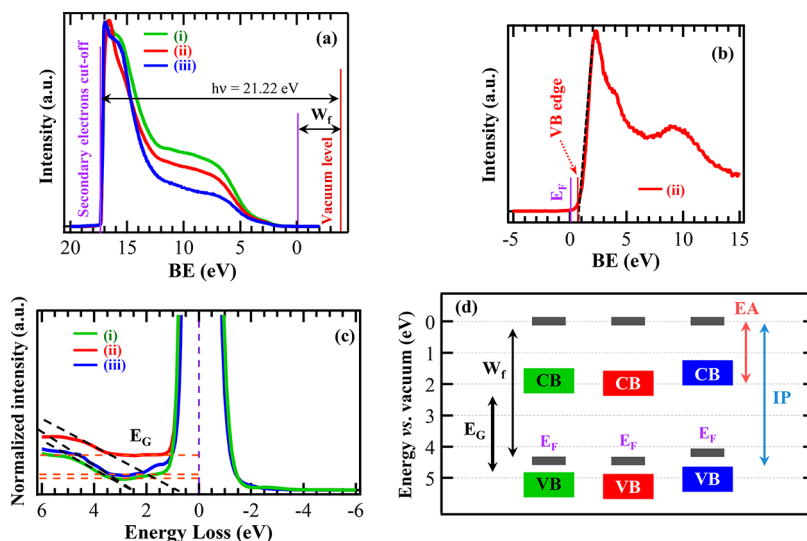 (a)
(i)
(ii)
(iii)
hν = 21.22 eV
Wf
Secondary electrons cut-off
Vacuum level
Intensity (a.u.)
20 15 10 5 0
BE (eV)
(b)
VB edge
EF
(ii)
Intensity (a.u.)
-5 0 5 10 15
BE (eV)
(c)
(i)
(ii)
(iii)
EG
Normalized intensity (a.u.)
6 4 2 0 -2 -4 -6
Energy Loss (eV)
(d)
EA
0
1
Wf
CB CB CB
2
IP
3
EG
EF EF EF
4
5
VB VB VB
Energy vs. vacuum (eV)